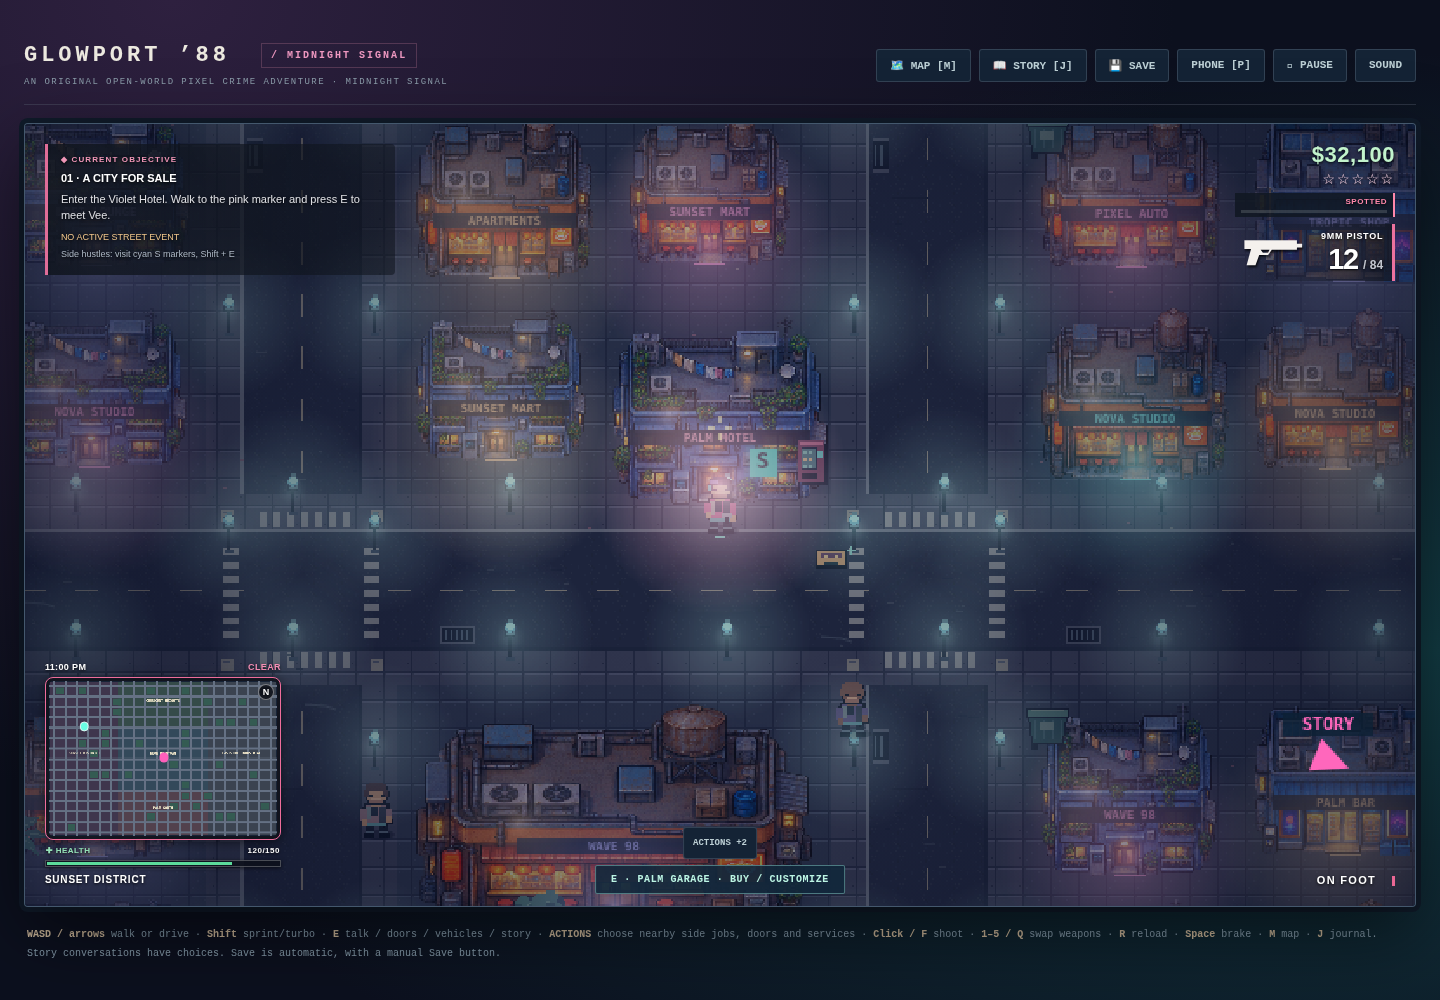 GLOWPORT ’88
/ MIDNIGHT SIGNAL
AN ORIGINAL OPEN-WORLD PIXEL CRIME ADVENTURE · MIDNIGHT SIGNAL
🗺️ MAP [M]
📖 STORY [J]
💾 SAVE
PHONE [P]
PAUSE
SOUND
◆ CURRENT OBJECTIVE
01 · A CITY FOR SALE
Enter the Violet Hotel. Walk to the pink marker and press E to
meet Vee.
NO ACTIVE STREET EVENT
Side hustles: visit cyan S markers, Shift + E
$32,100
☆☆☆☆☆
SPOTTED
9MM PISTOL
12 / 84
APARTMENTS
SUNSET MART
PIXEL AUTO
TROPIC SHOP
NOVA STUDIO
SUNSET MART
PALM HOTEL
S
NOVA STUDIO
NOVA STUDIO
11:00 PM
CLEAR
N
STORY
PALM BAR
WAVE 98
WAVE 98
ACTIONS +2
E · PALM GARAGE · BUY / CUSTOMIZE
✚ HEALTH
120/150
SUNSET DISTRICT
ON FOOT
WASD / arrows walk or drive · Shift sprint/turbo · E talk / doors / vehicles / story · ACTIONS choose nearby side jobs, doors and services · Click / F shoot · 1–5 / Q swap weapons · R reload · Space brake · M map · J journal.
Story conversations have choices. Save is automatic, with a manual Save button.